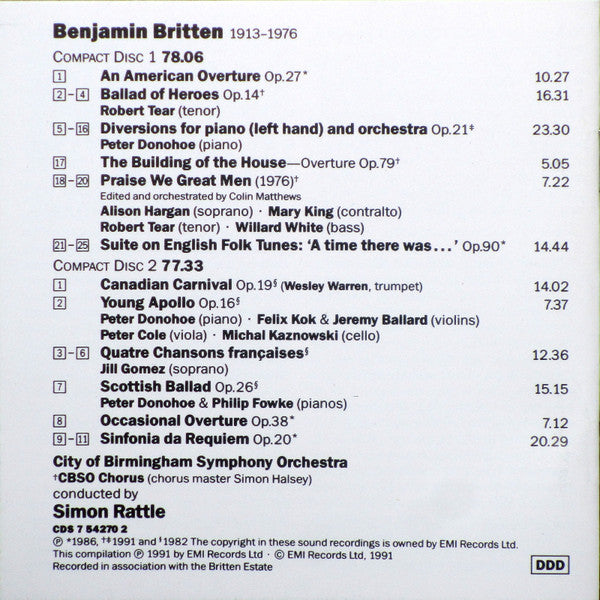 Benjamin Britten 1913–1976
COMPACT DISC 1 78.06
1 An American Overture Op.27* 10.27
2–4 Ballad of Heroes Op.14† 16.31
Robert Tear (tenor)
5–16 Diversions for piano (left hand) and orchestra Op.21‡ 23.30
Peter Donohoe (piano)
17 The Building of the House—Overture Op.79† 5.05
18–20 Praise We Great Men (1976)† 7.22
Edited and orchestrated by Colin Matthews
Alison Hargan (soprano) · Mary King (contralto)
Robert Tear (tenor) · Willard White (bass)
21–25 Suite on English Folk Tunes: ‘A time there was...’ Op.90* 14.44
COMPACT DISC 2 77.33
1 Canadian Carnival Op.19§ (Wesley Warren, trumpet) 14.02
2 Young Apollo Op.16§ 7.37
Peter Donohoe (piano) · Felix Kok & Jeremy Ballard (violins)
Peter Cole (viola) · Michal Kaznowski (cello)
3–6 Quatre Chansons françaises§ 12.36
Jill Gomez (soprano)
7 Scottish Ballad Op.26§ 15.15
Peter Donohoe & Philip Fowke (pianos)
8 Occasional Overture Op.38* 7.12
9–11 Sinfonia da Requiem Op.20* 20.29
City of Birmingham Symphony Orchestra
†CBSO Chorus (chorus master Simon Halsey)
conducted by
Simon Rattle
CDS 7 54270 2
℗ *1986, †‡1991 and §1982 The copyright in these sound recordings is owned by EMI Records Ltd.
This compilation ℗ 1991 by EMI Records Ltd · © EMI Records Ltd, 1991
Recorded in association with the Britten Estate DDD